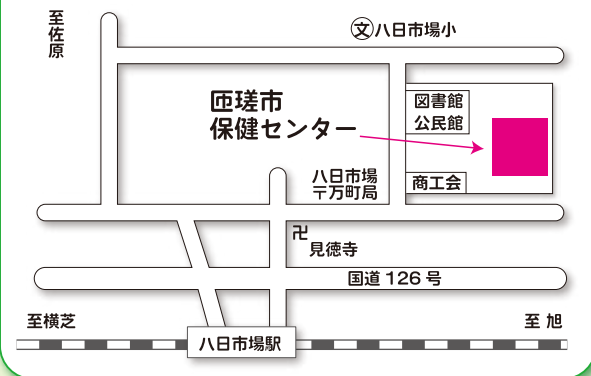 至佐原
㊛八日市場小
匝瑳市
保健センター
図書館
公民館
八日市場
〒万町局
商工会
卍
見徳寺
国道126号
至横芝
至 旭
八日市場駅